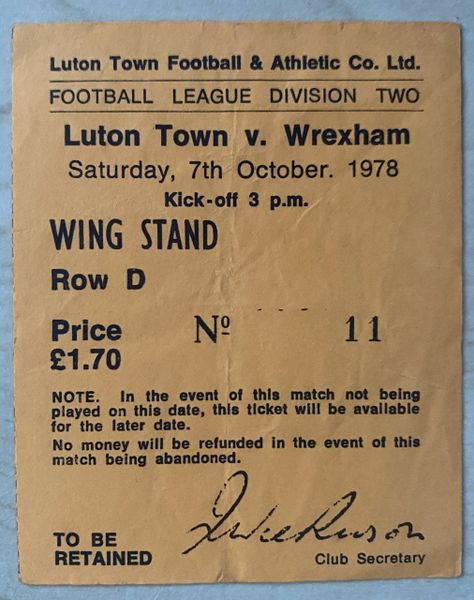 Luton Town Football & Athletic Co. Ltd.
FOOTBALL LEAGUE DIVISION TWO
Luton Town v. Wrexham
Saturday, 7th October. 1978
Kick-off 3 p.m.
WING STAND
Row D
Price Nº 11
£1.70
NOTE. In the event of this match not being
played on this date, this ticket will be available
for the later date.
No money will be refunded in the event of this
match being abandoned.
TO BE
RETAINED
Club Secretary